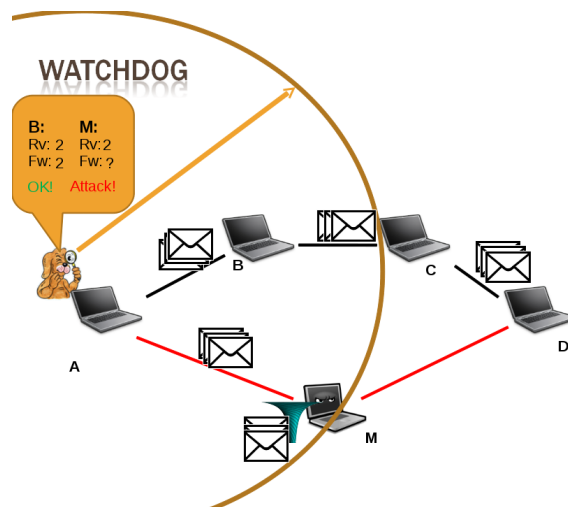 WATCHDOG
B: M:
Rv: 2 Rv: 2
Fw: 2 Fw: ?
OK! Attack!
B
C
A
D
M